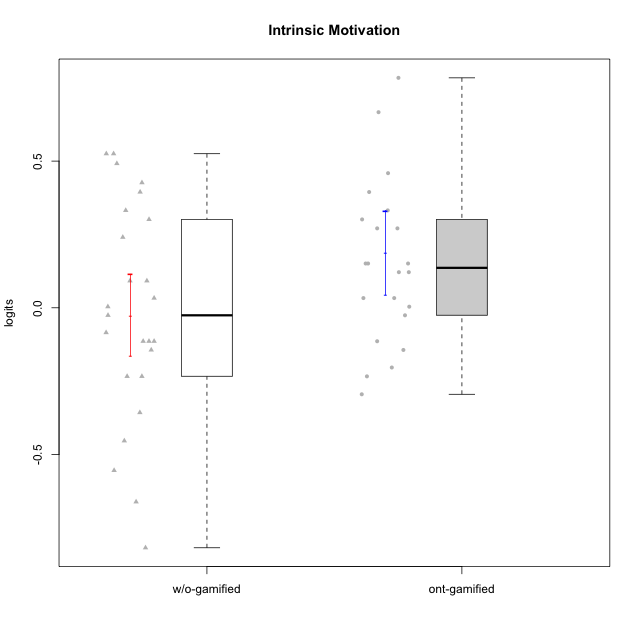 Intrinsic Motivation
logits
0.5
0.0
-0.5
w/o-gamified
ont-gamified